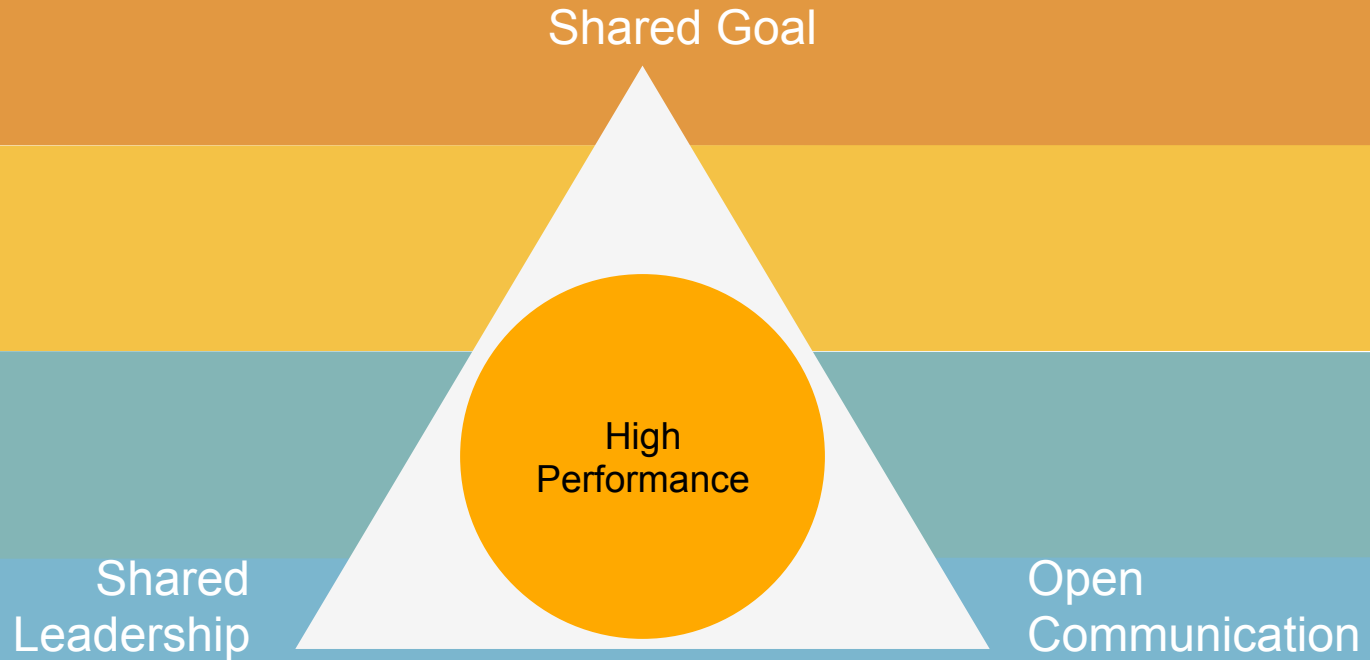 Shared Goal
High
Performance
Shared
Leadership
Open
Communication